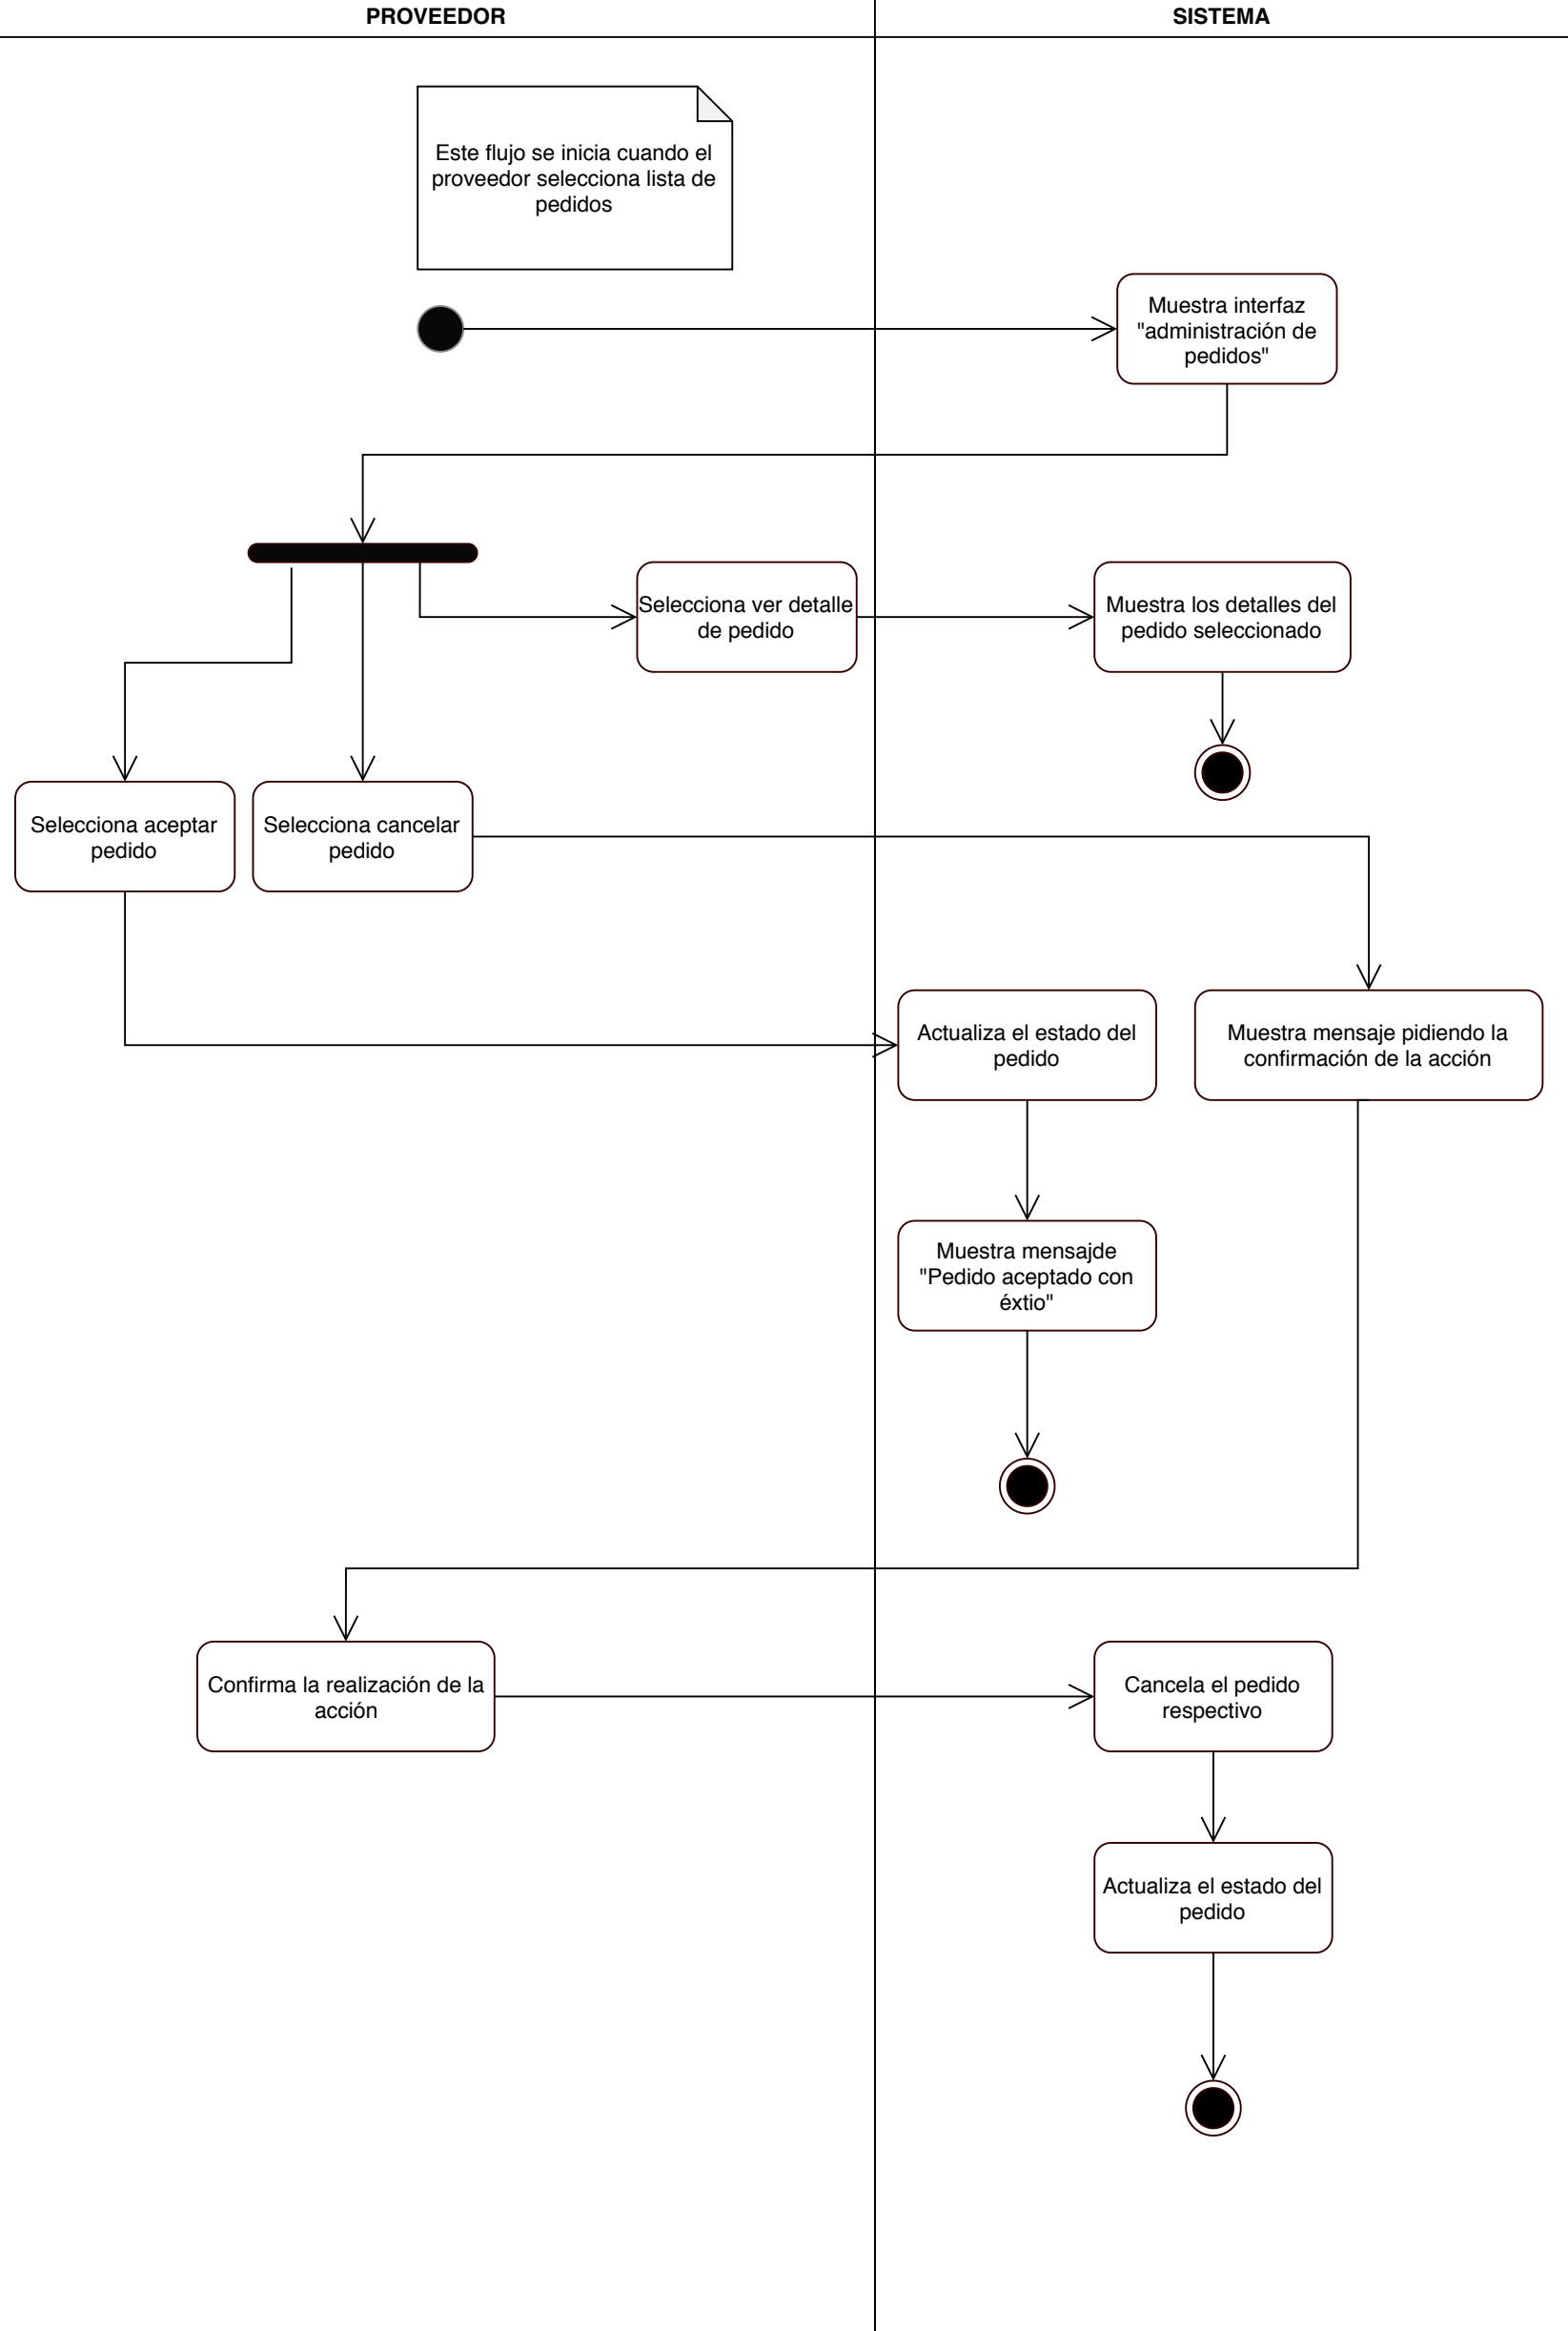 PROVEEDOR
SISTEMA
Este flujo se inicia cuando el
proveedor selecciona lista de
pedidos
Muestra interfaz
"administración de
pedidos"
Selecciona ver detalle
de pedido
Muestra los detalles del
pedido seleccionado
Selecciona aceptar
pedido
Selecciona cancelar
pedido
Actualiza el estado del
pedido
Muestra mensaje pidiendo la
confirmación de la acción
Muestra mensajde
"Pedido aceptado con
éxtio"
Confirma la realización de la
acción
Cancela el pedido
respectivo
Actualiza el estado del
pedido